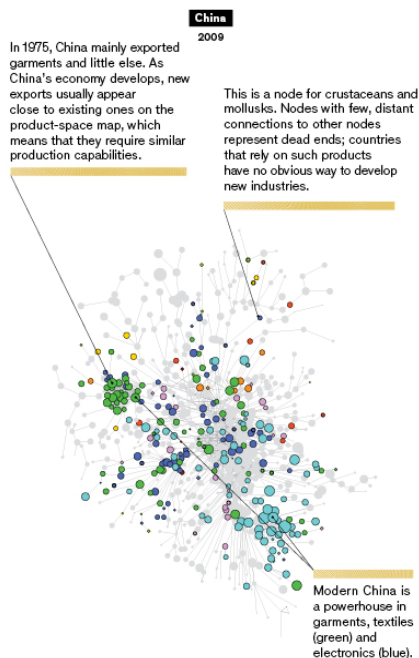 China
2009
In 1975, China mainly exported
garments and little else. As
China's economy develops, new
exports usually appear
close to existing ones on the
product-space map, which
means that they require similar
production capabilities.
This is a node for crustaceans and
mollusks. Nodes with few, distant
connections to other nodes
represent dead ends; countries
that rely on such products
have no obvious way to develop
new industries.
Modern China is
a powerhouse in
garments, textiles
(green) and
electronics (blue).